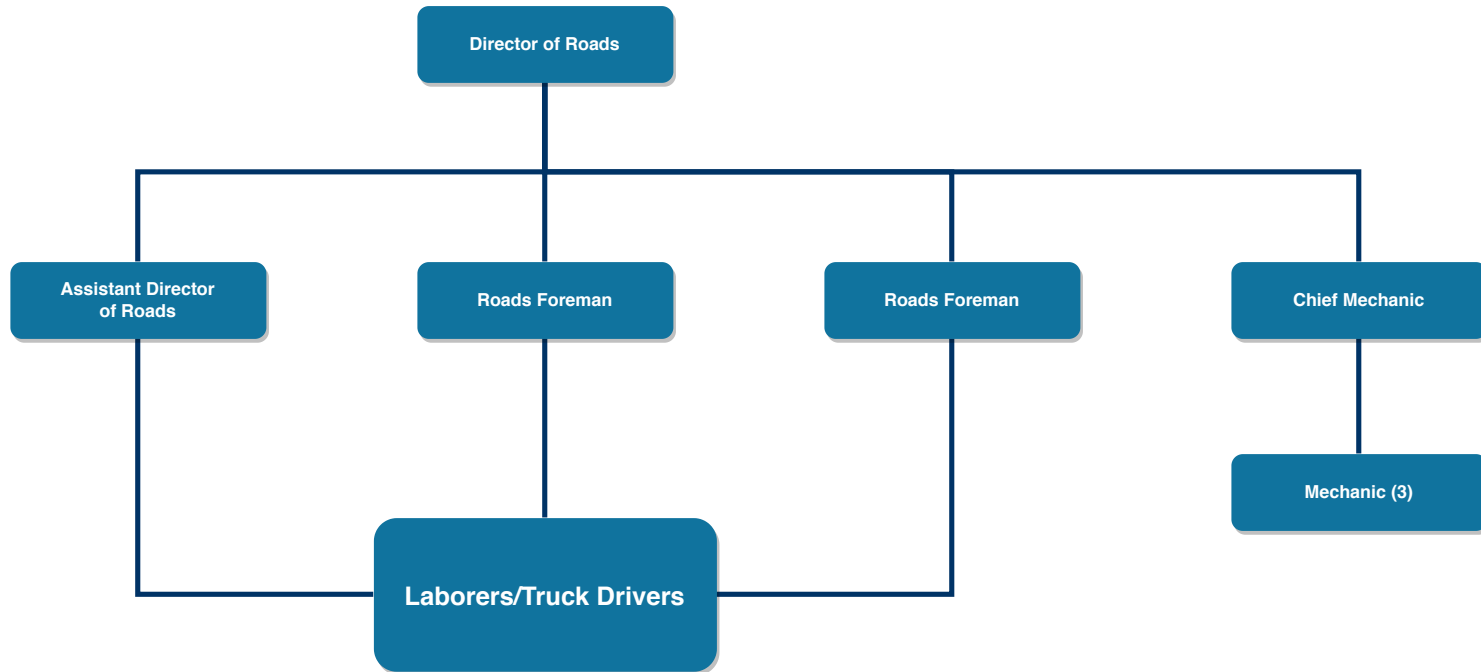 Director of Roads
Assistant Director
of Roads
Roads Foreman
Roads Foreman
Chief Mechanic
Mechanic (3)
Laborers/Truck Drivers